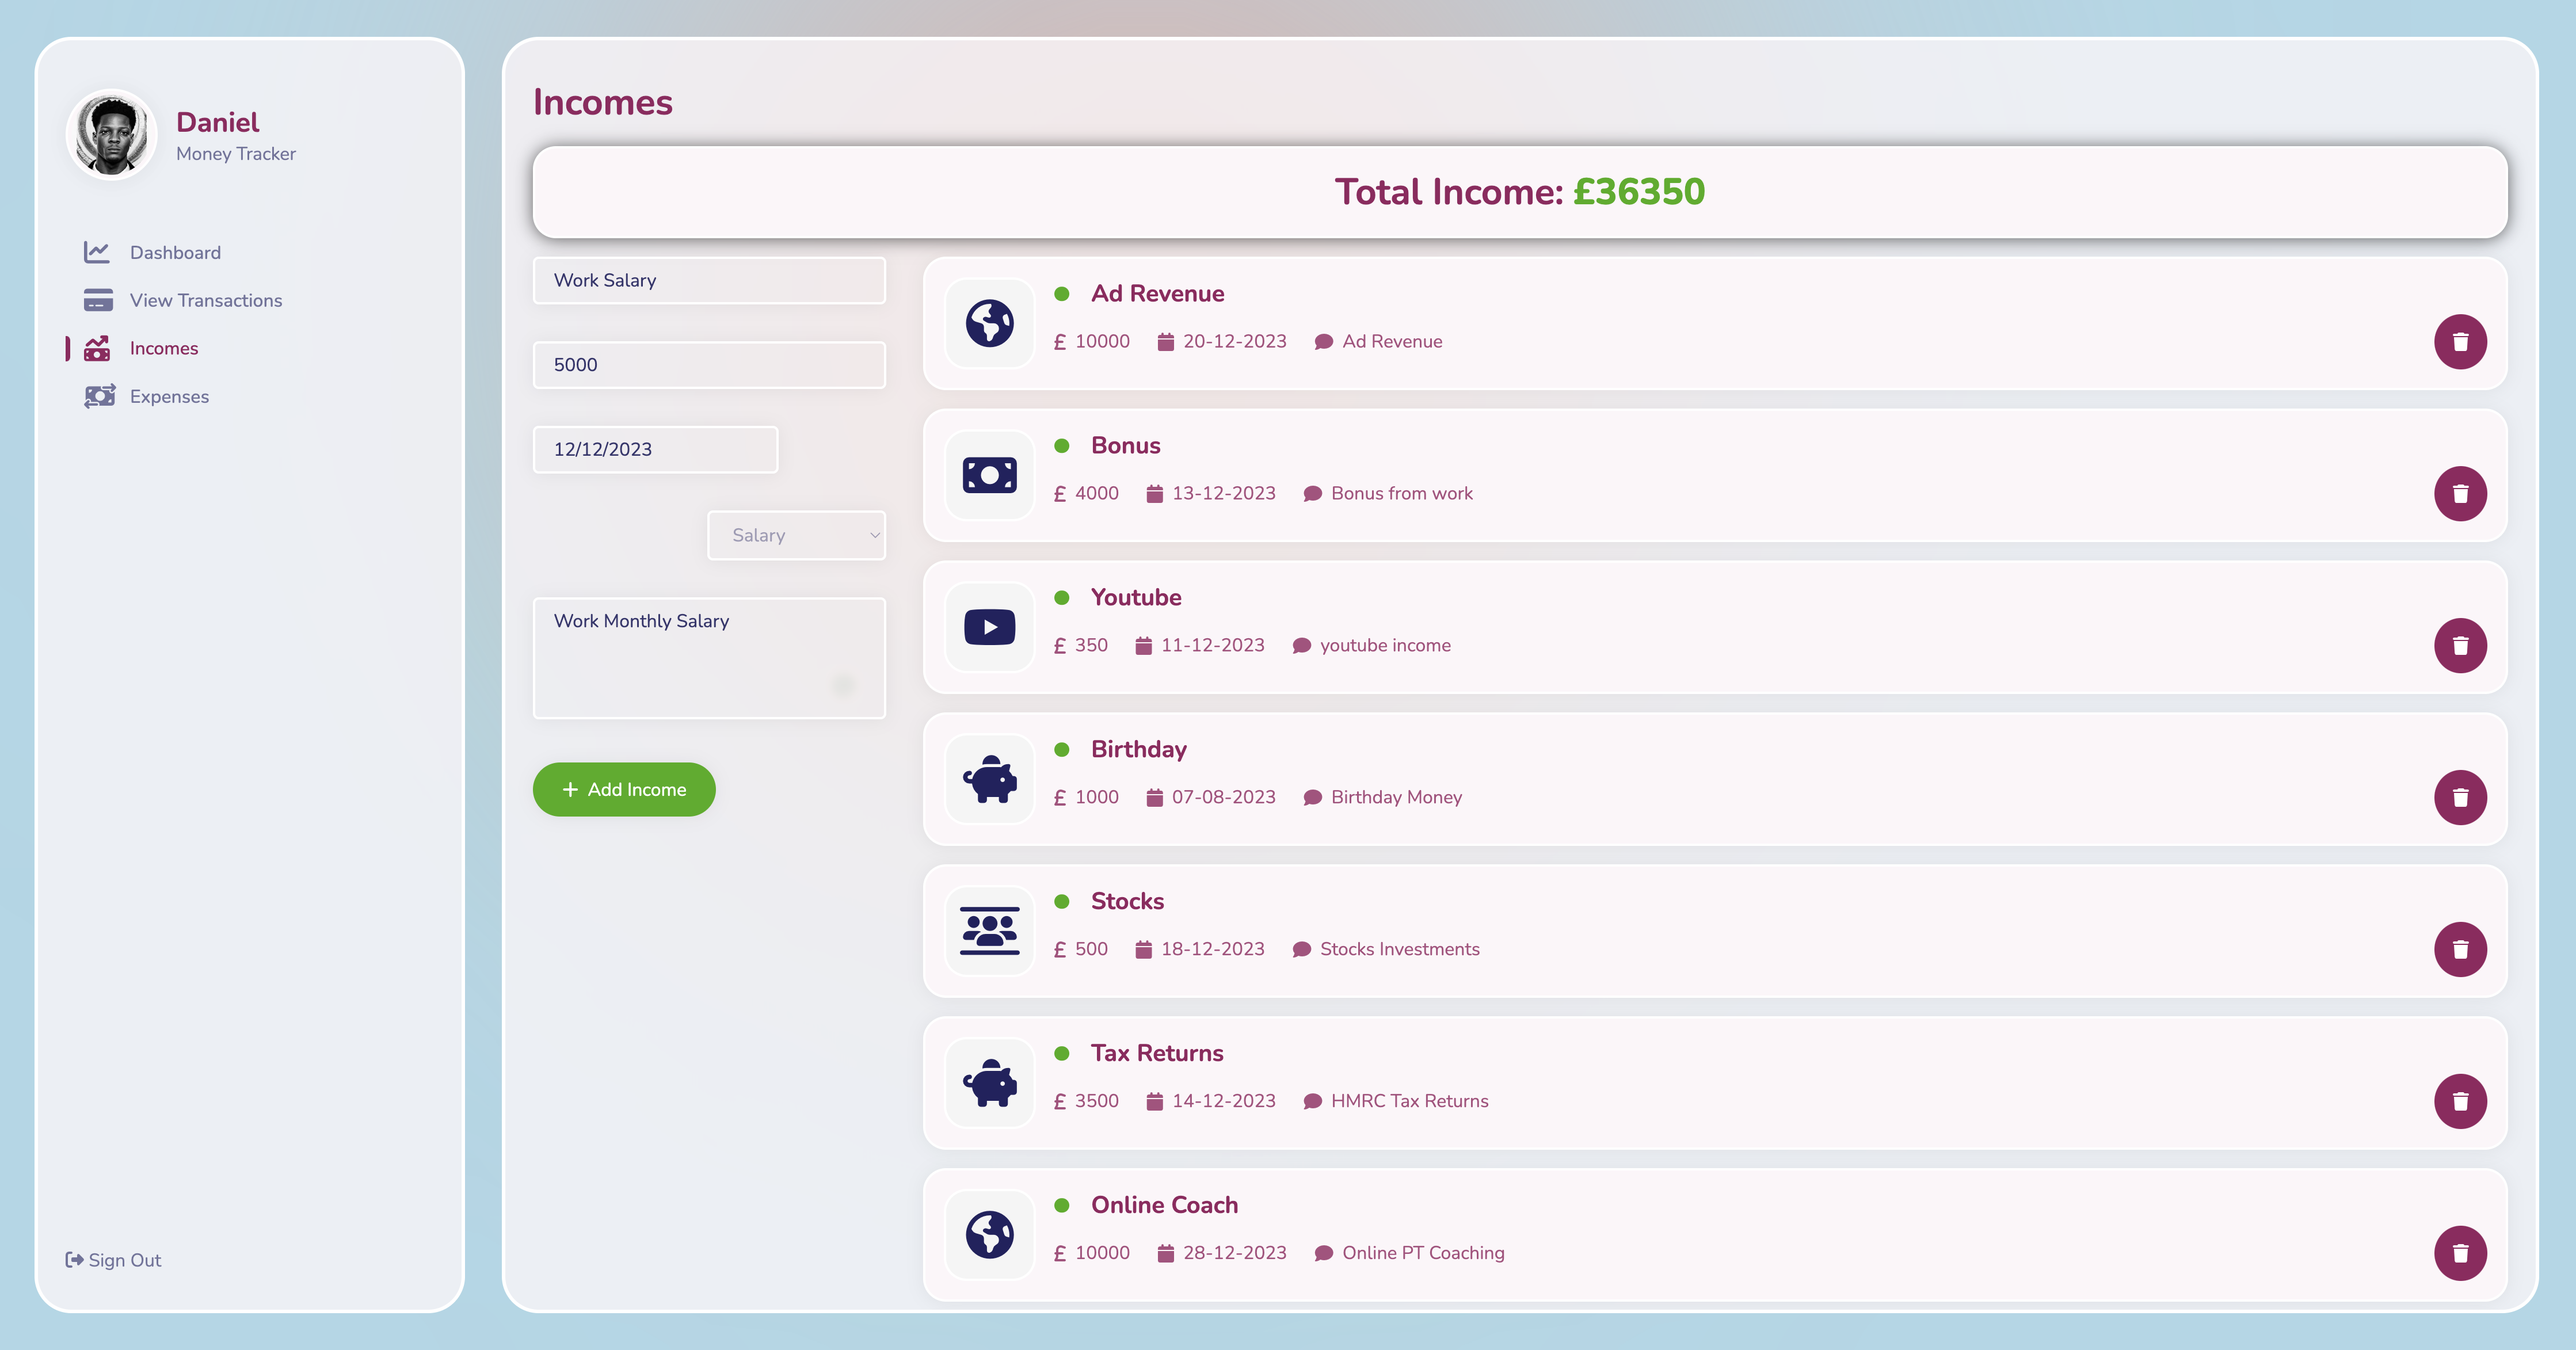 Daniel
Money Tracker
Dashboard
View Transactions
Incomes
Expenses
Sign Out
Incomes
Total Income: £36350
Work Salary
5000
12/12/2023
Salary
Work Monthly Salary
+ Add Income
Ad Revenue
£ 10000 20-12-2023 Ad Revenue
Bonus
£ 4000 13-12-2023 Bonus from work
Youtube
£ 350 11-12-2023 youtube income
Birthday
£ 1000 07-08-2023 Birthday Money
Stocks
£ 500 18-12-2023 Stocks Investments
Tax Returns
£ 3500 14-12-2023 HMRC Tax Returns
Online Coach
£ 10000 28-12-2023 Online PT Coaching